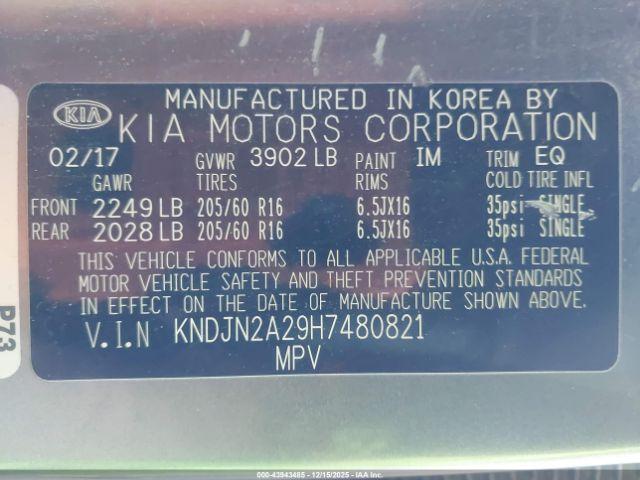 MANUFACTURED IN KOREA BY
KIA KIA MOTORS CORPORATION
02/17 GVWR 3902 LB PAINT IM TRIM EQ
GAWR TIRES RIMS COLD TIRE INFL
FRONT 2249 LB 205/60 R16 6.5JX16 35psi SINGLE
REAR 2028 LB 205/60 R16 6.5JX16 35psi SINGLE
THIS VEHICLE CONFORMS TO ALL APPLICABLE U.S.A. FEDERAL
MOTOR VEHICLE SAFETY AND THEFT PREVENTION STANDARDS
IN EFFECT ON THE DATE OF MANUFACTURE SHOWN ABOVE.
V.I.N KNDJN2A29H7480821
MPV
P73
000-43943485 - 12/15/2025 - IAAI.COM